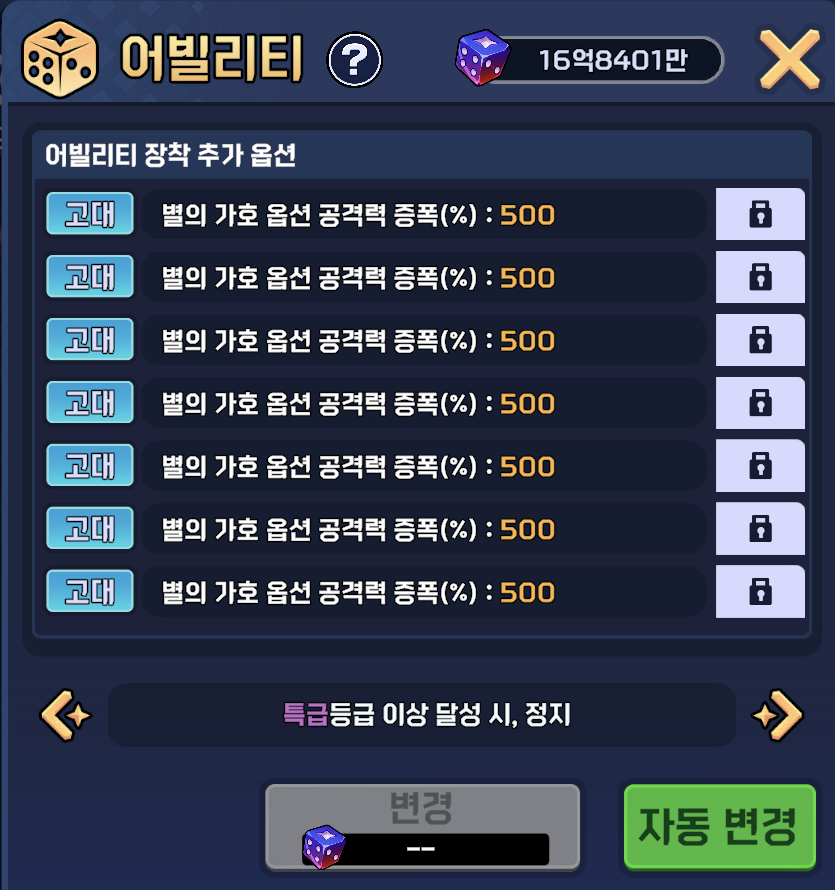 어빌리티 ? 16억8401만
어빌리티 장착 추가 옵션
고대 별의 가호 옵션 공격력 증폭(%) : 500
고대 별의 가호 옵션 공격력 증폭(%) : 500
고대 별의 가호 옵션 공격력 증폭(%) : 500
고대 별의 가호 옵션 공격력 증폭(%) : 500
고대 별의 가호 옵션 공격력 증폭(%) : 500
고대 별의 가호 옵션 공격력 증폭(%) : 500
고대 별의 가호 옵션 공격력 증폭(%) : 500
특급등급 이상 달성 시, 정지
변경
--
자동 변경